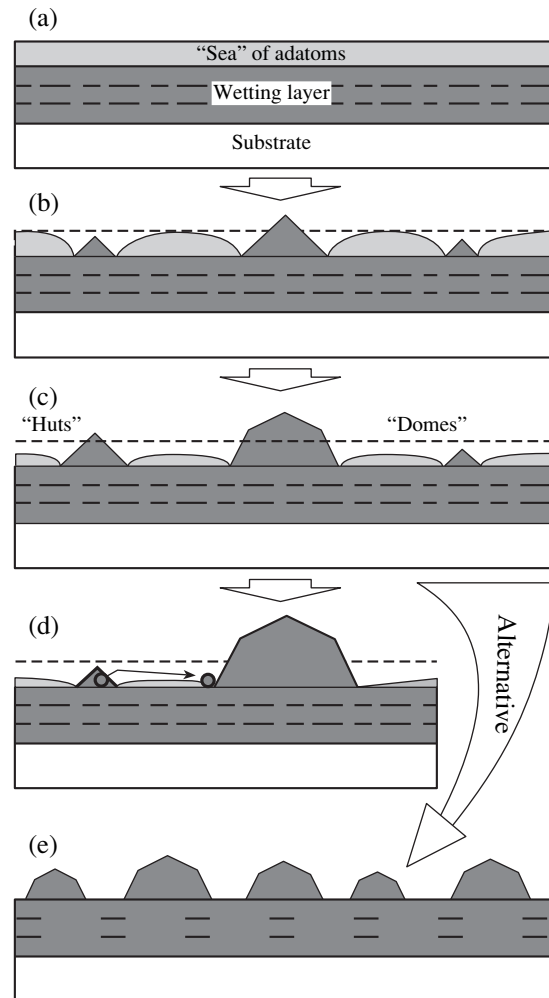 (a)
“Sea” of adatoms
Wetting layer
Substrate
(b)
(c)
“Huts”
“Domes”
(d)
Alternative
(e)